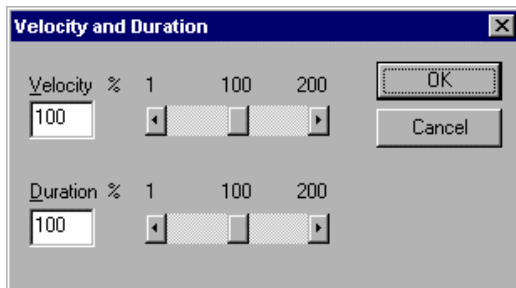 Velocity and Duration
Velocity % 1 100 200
100
OK
Cancel
Duration % 1 100 200
100